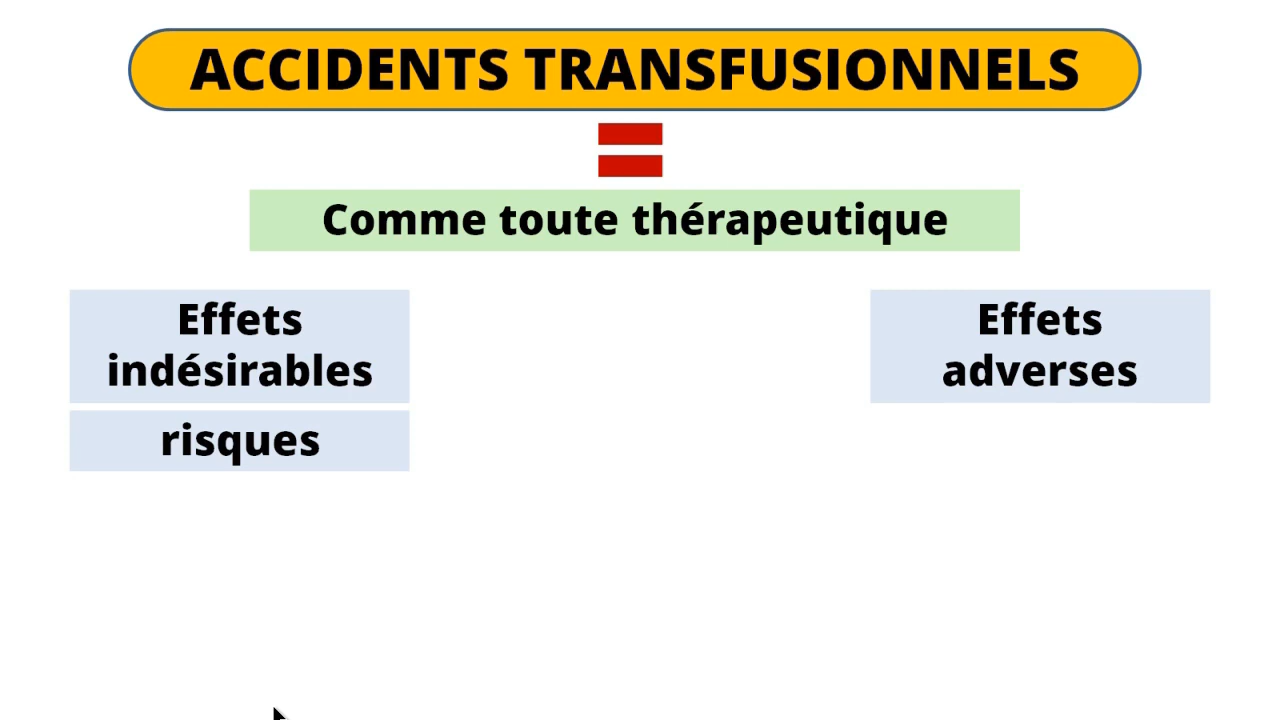 ACCIDENTS TRANSFUSIONNELS
Comme toute thérapeutique
Effets
indésirables
risques
Effets
adverses